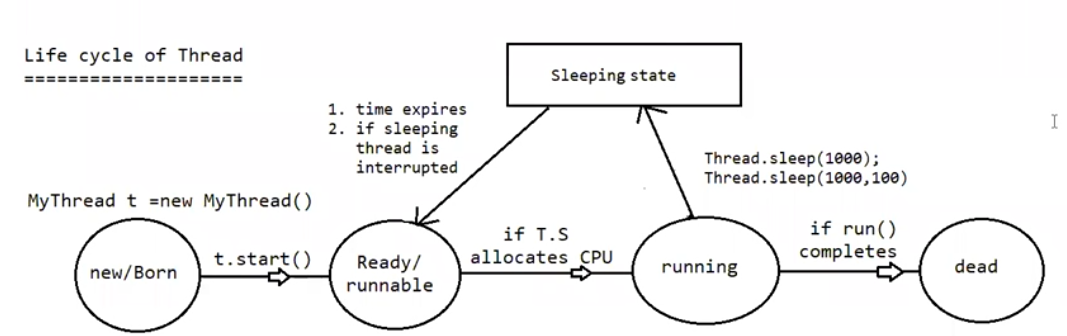 Life cycle of Thread
=====================
Sleeping state
1. time expires
2. if sleeping
thread is
interrupted
Thread.sleep(1000);
Thread.sleep(1000,100)
MyThread t =new MyThread()
new/Born
t.start()
Ready/
runnable
if T.S
allocates CPU
running
if run()
completes
dead